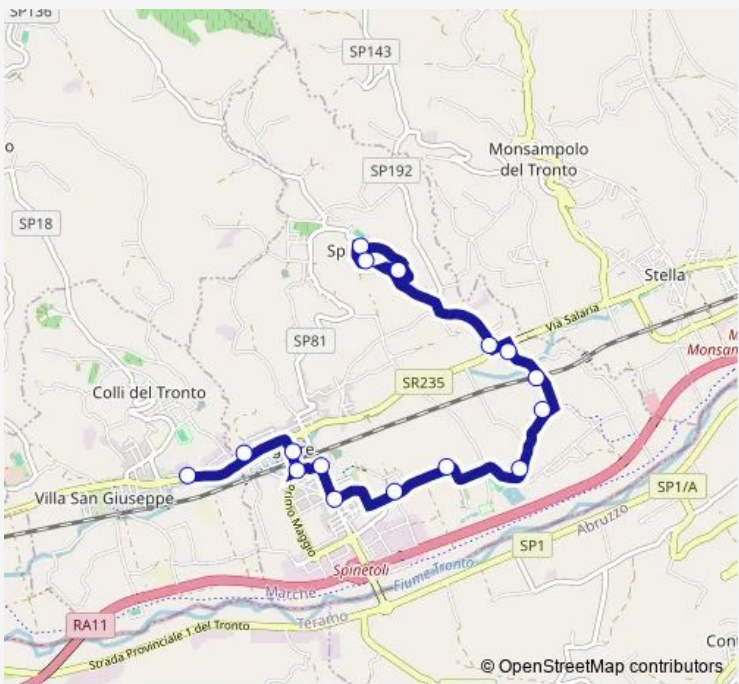 SP136
SP143
Monsampolo
del Tronto
SP192
SP18
Sp
Stella
SP81
Via Salaria
SR235
Colli del Tronto
Villa San Giuseppe
Primo Maggio
SP1/A
Abruzzo
SP1
Spinetoli
Fiume Tronto
Marche
Teramo
RA11
Strada Provinciale 1 del Tronto
© OpenStreetMap contributors